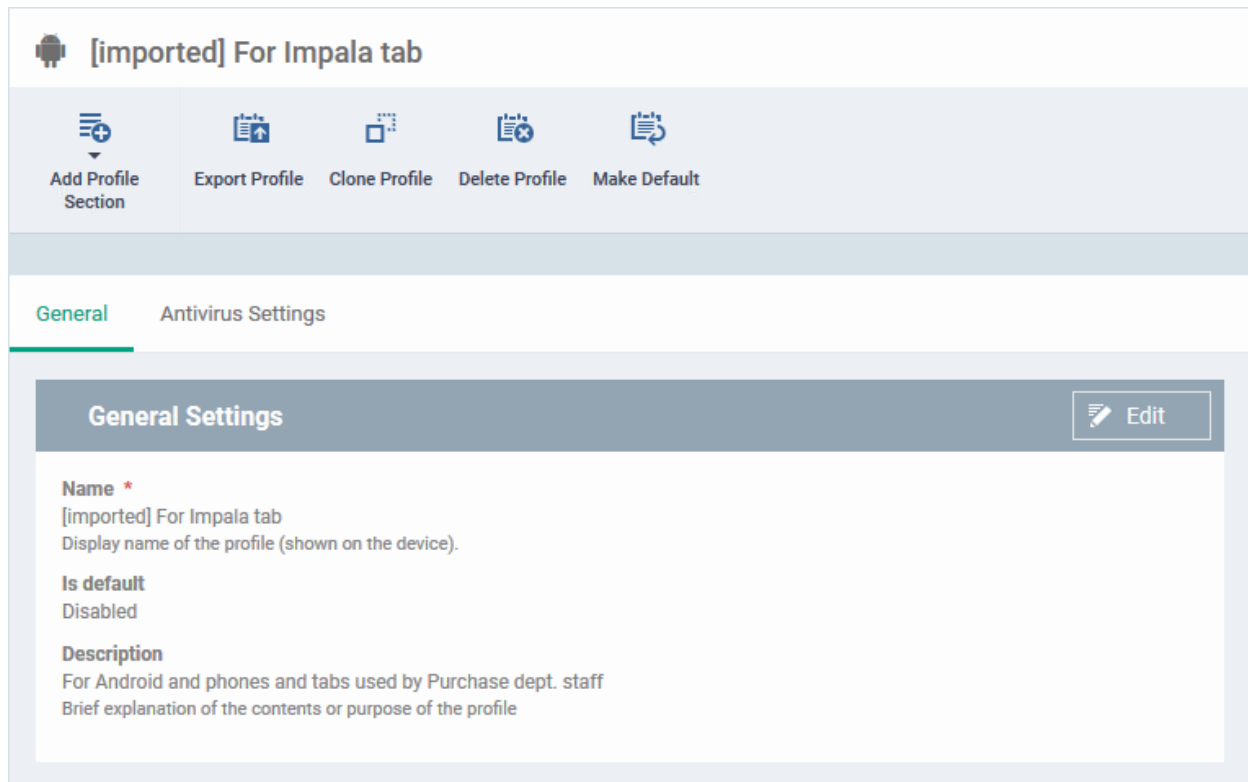 [imported] For Impala tab
Add Profile
Section
Export Profile
Clone Profile
Delete Profile
Make Default
General
Antivirus Settings
General Settings
Edit
Name *
[imported] For Impala tab
Display name of the profile (shown on the device).
Is default
Disabled
Description
For Android and phones and tabs used by Purchase dept. staff
Brief explanation of the contents or purpose of the profile